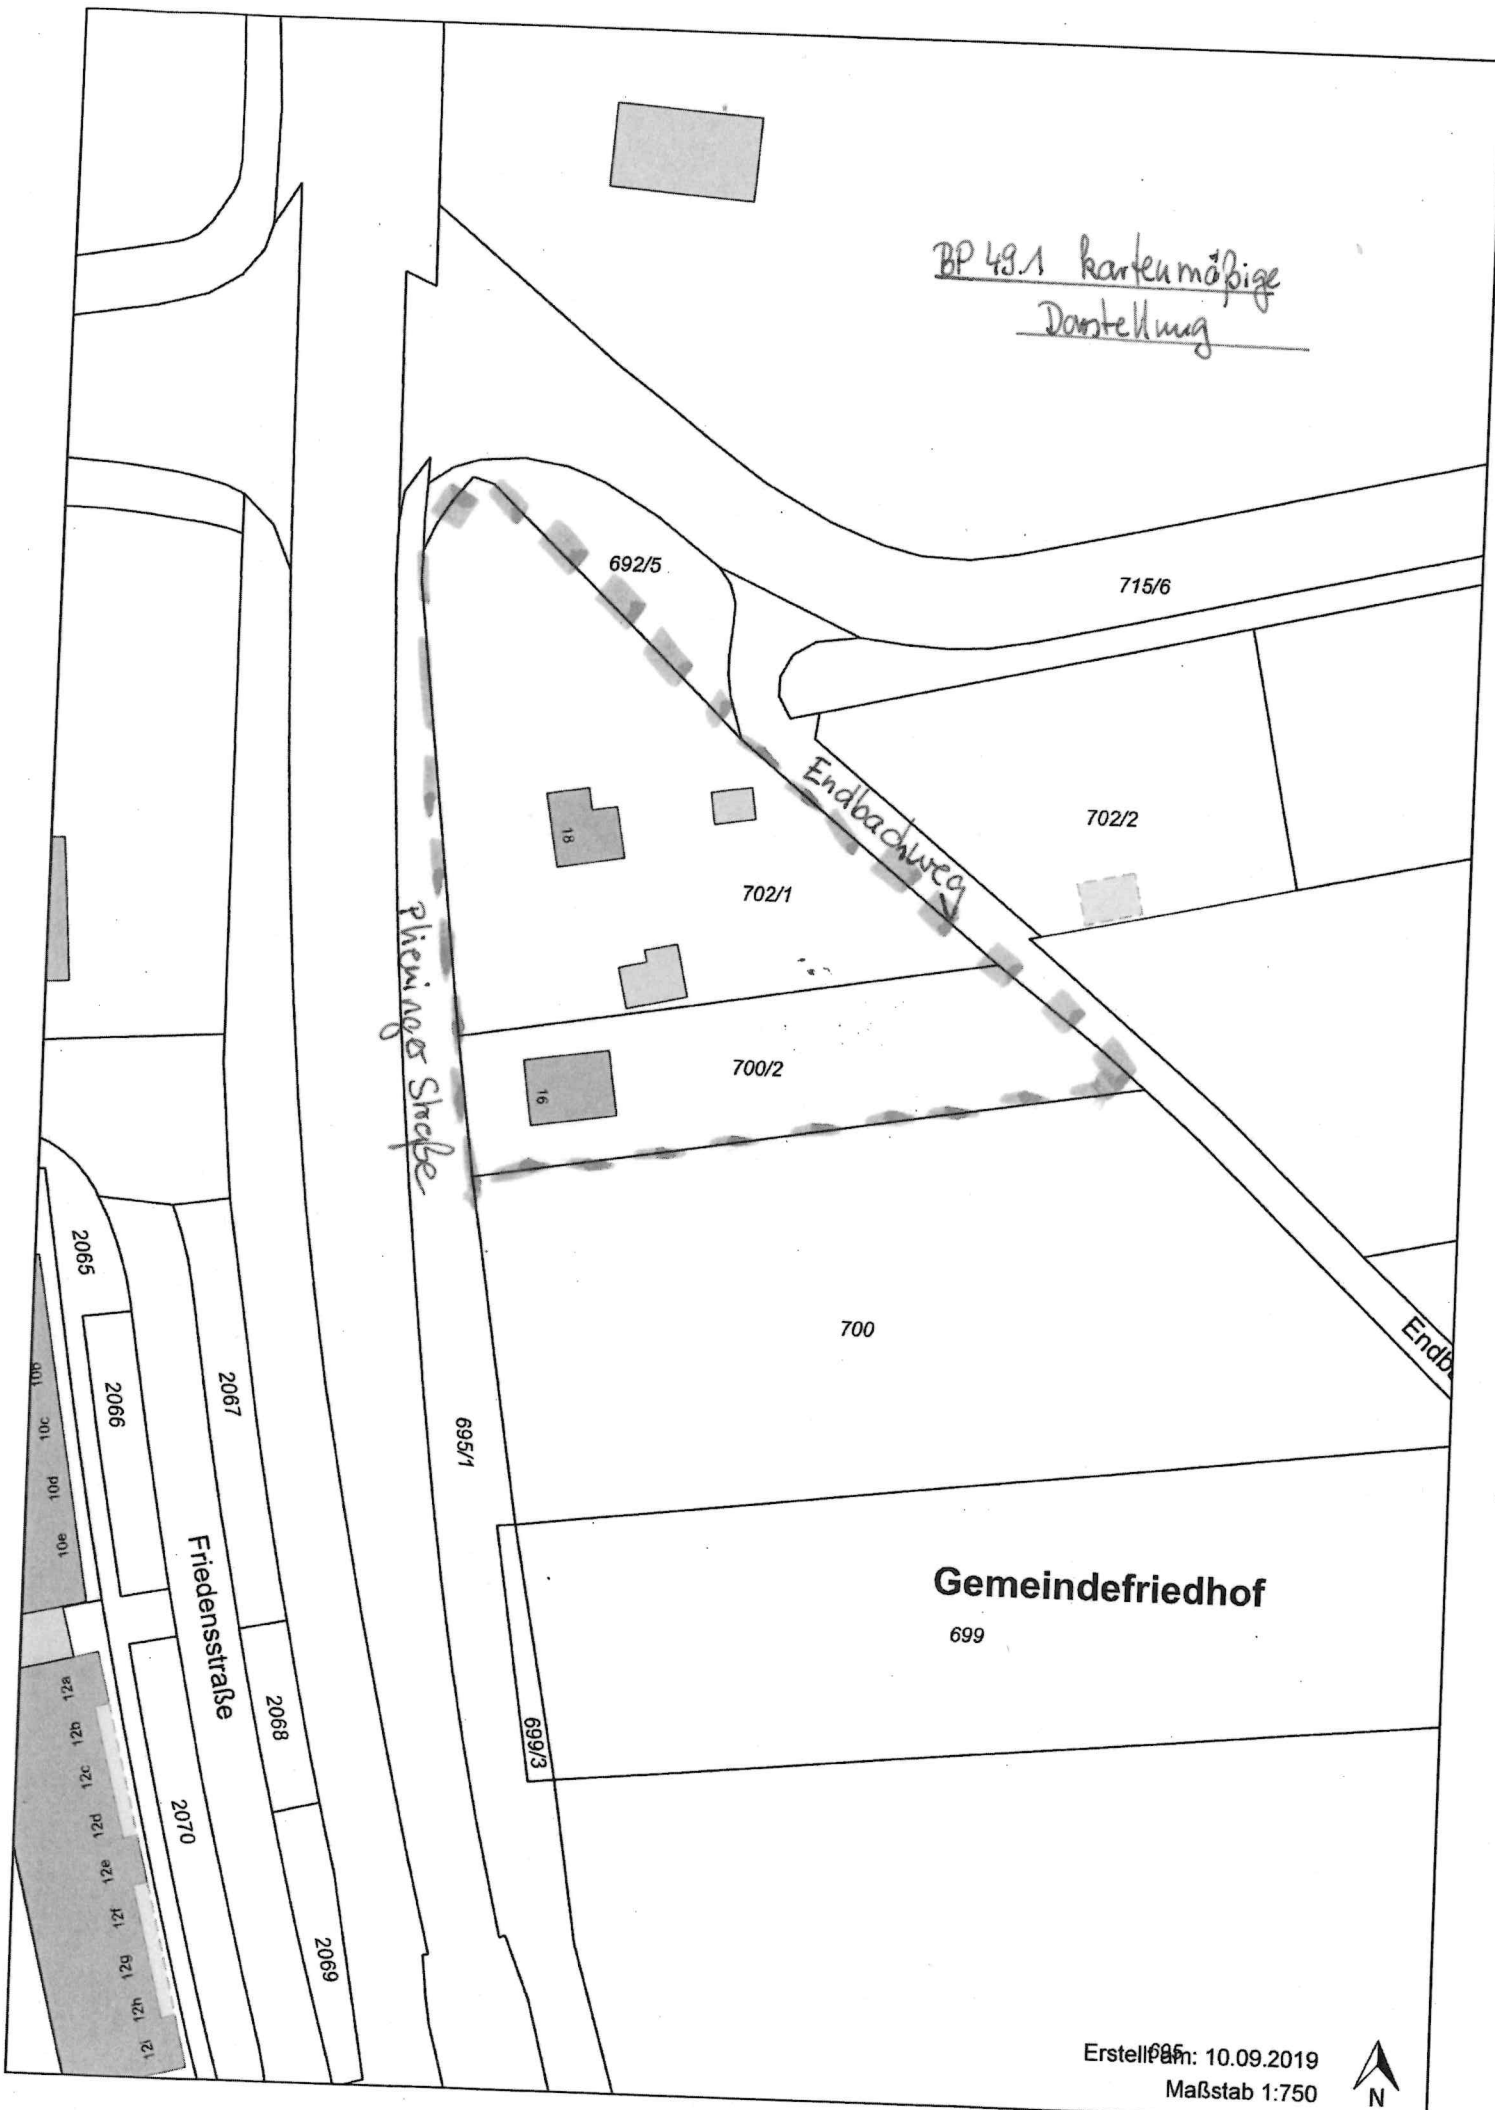 BP 49.1 kartenmäßige
Darstellung
692/5
715/6
Endbachweg
702/2
18
702/1
Plieninger Straße
700/2
16
2065
700
Endb
10b
2066
2067
10c
695/1
10d
10e
Friedensstraße
Gemeindefriedhof
699
12a
12b
2068
699/3
12c
12d
2070
12e
12f
2069
12g
12h
12i
695
Erstellt am: 10.09.2019
Maßstab 1:750
N